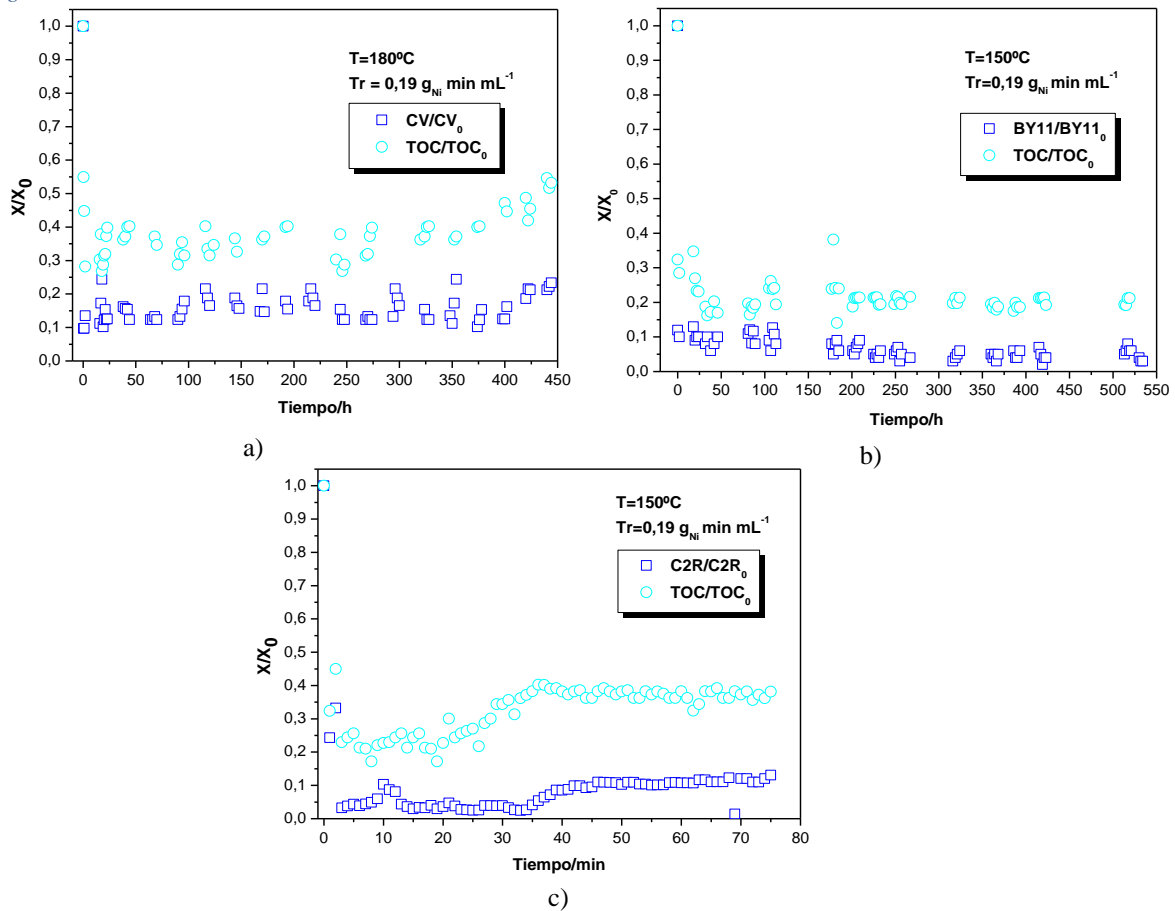 1,0
0,9
0,8
0,7
0,6
0,5
0,4
0,3
0,2
0,1
0,0
X/X0
T=180ºC
Tr = 0,19 gNi min mL-1
CV/CV0
TOC/TOC0
0 50 100 150 200 250 300 350 400 450
Tiempo/h
a)
1,0
0,9
0,8
0,7
0,6
0,5
0,4
0,3
0,2
0,1
0,0
X/X0
T=150ºC
Tr=0,19 gNi min mL-1
BY11/BY110
TOC/TOC0
0 50 100 150 200 250 300 350 400 450 500 550
Tiempo/h
b)
1,0
0,9
0,8
0,7
0,6
0,5
0,4
0,3
0,2
0,1
0,0
X/X0
T=150ºC
Tr=0,19 gNi min mL-1
C2R/C2R0
TOC/TOC0
0 10 20 30 40 50 60 70 80
Tiempo/min
c)